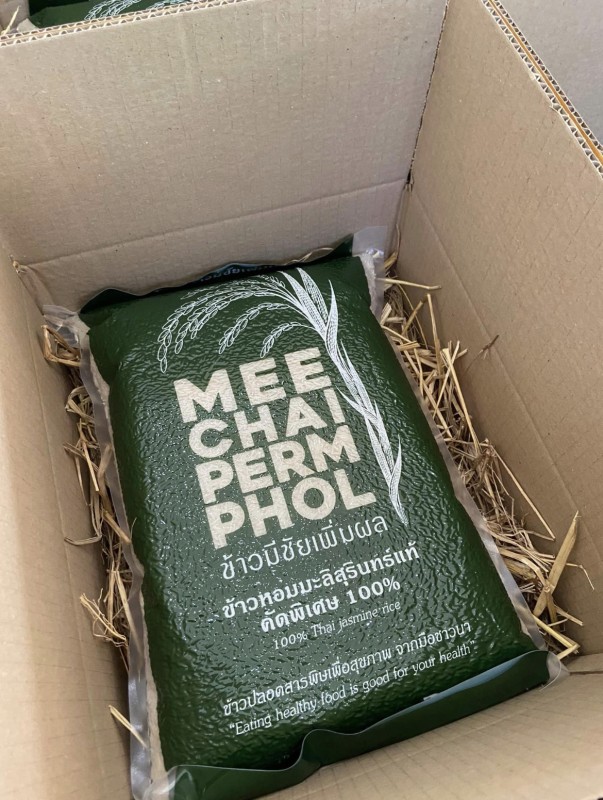 MEE
CHAI
PERM
PHOL
ข้าวมีชัยเพิ่มผล
ข้าวหอมมะลิสุรินทร์แท้
คัดพิเศษ 100%
100% Thai jasmine rice
ข้าวปลอดสารพิษเพื่อสุขภาพ จากมือชาวนา
"Eating healthy food is good for your health"